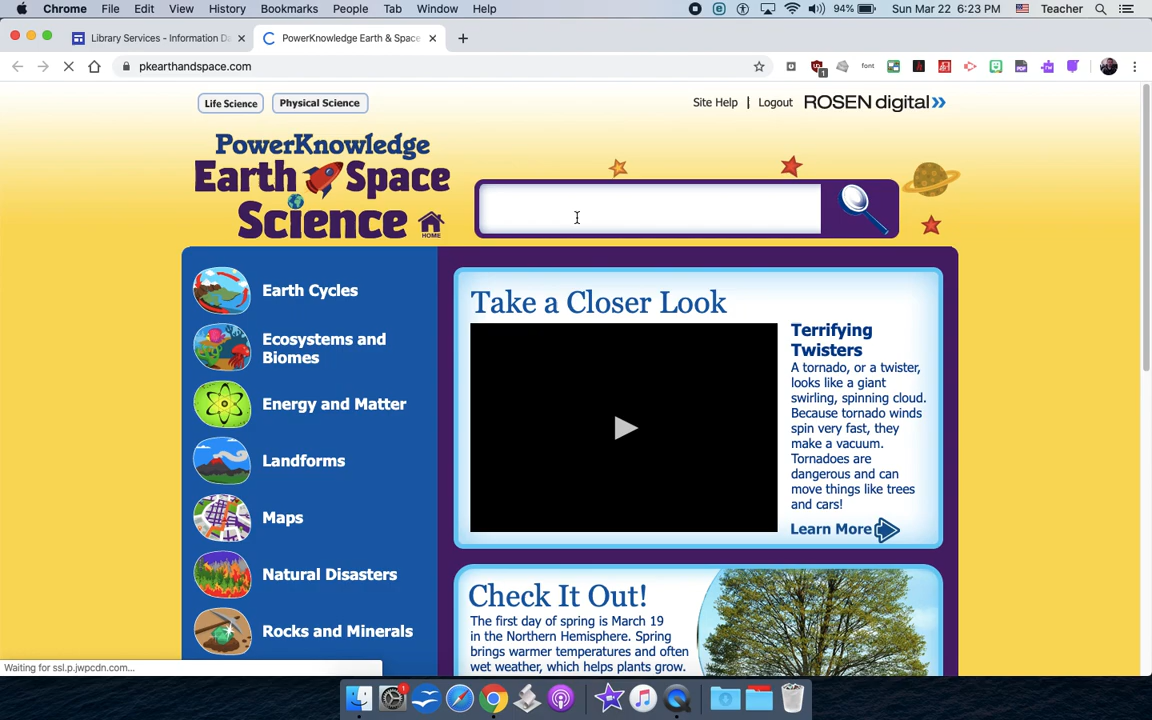 Chrome File Edit View History Bookmarks People Tab Window Help 94% Sun Mar 22 6:23 PM Teacher
Library Services - Information Da × PowerKnowledge Earth & Space ×
pkearthandspace.com
Life Science Physical Science Site Help | Logout ROSEN digital
PowerKnowledge
Earth Space
Science
HOME
Earth Cycles
Ecosystems and
Biomes
Energy and Matter
Landforms
Maps
Natural Disasters
Rocks and Minerals
Take a Closer Look
Terrifying
Twisters
A tornado, or a twister,
looks like a giant
swirling, spinning cloud.
Because tornado winds
spin very fast, they
make a vacuum.
Tornadoes are
dangerous and can
move things like trees
and cars!
Learn More
Check It Out!
The first day of spring is March 19
in the Northern Hemisphere. Spring
brings warmer temperatures and often
wet weather, which helps plants grow.
Waiting for ssl.p.jwpcdn.com...